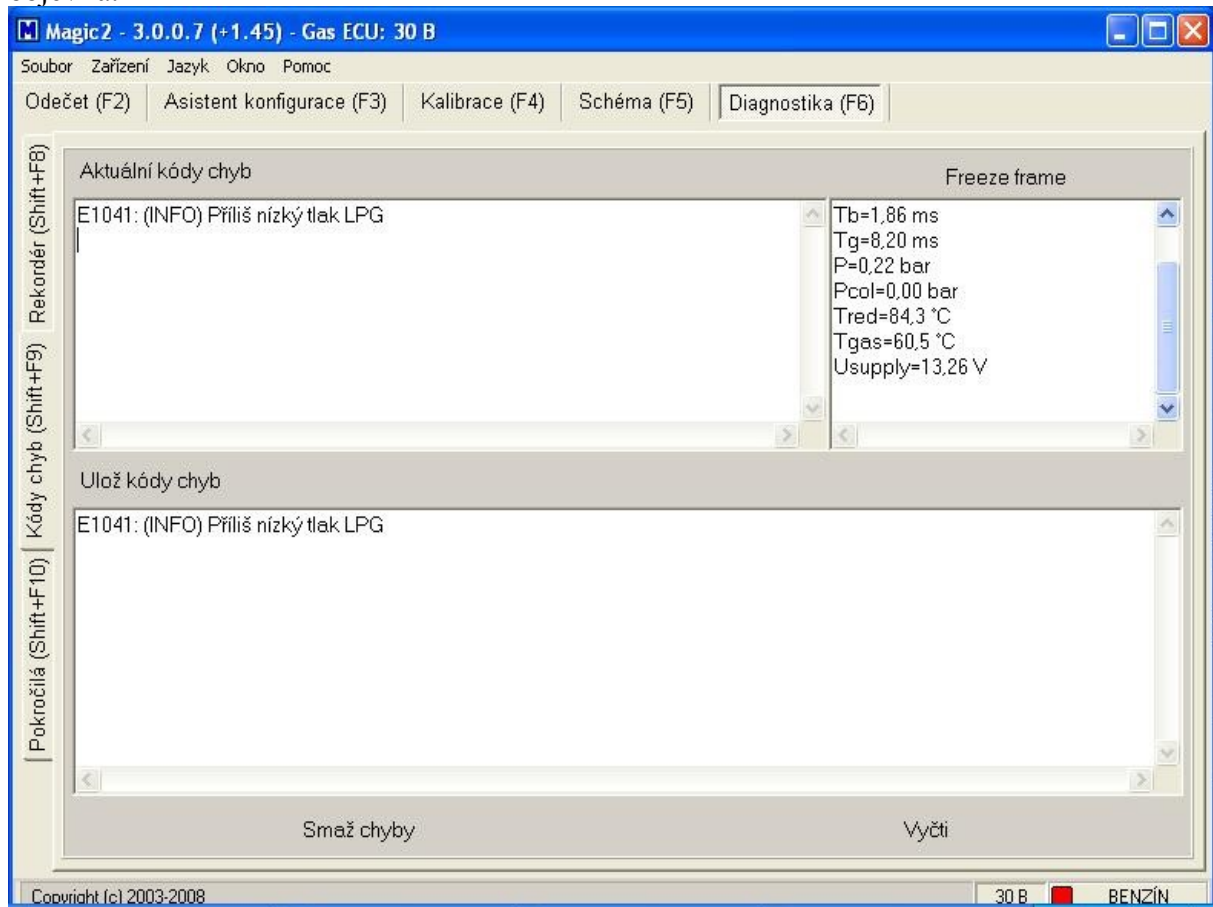 Magic2 - 3.0.0.7 (+1.45) - Gas ECU: 30 B
Soubor Zařízení Jazyk Okno Pomoc
Odečet (F2) Asistent konfigurace (F3) Kalibrace (F4) Schéma (F5) Diagnostika (F6)
Rekordér (Shift+F8)
Kódy chyb (Shift+F9)
Pokročilá (Shift+F10)
Aktuální kódy chyb
E1041: (INFO) Příliš nízký tlak LPG
Freeze frame
Tb=1,86 ms
Tg=8,20 ms
P=0,22 bar
Pcol=0,00 bar
Tred=84,3 °C
Tgas=60,5 °C
Usupply=13,26 V
Ulož kódy chyb
E1041: (INFO) Příliš nízký tlak LPG
Smaž chyby Vyčti
Copyright (c) 2003-2008 30 B BENZÍN